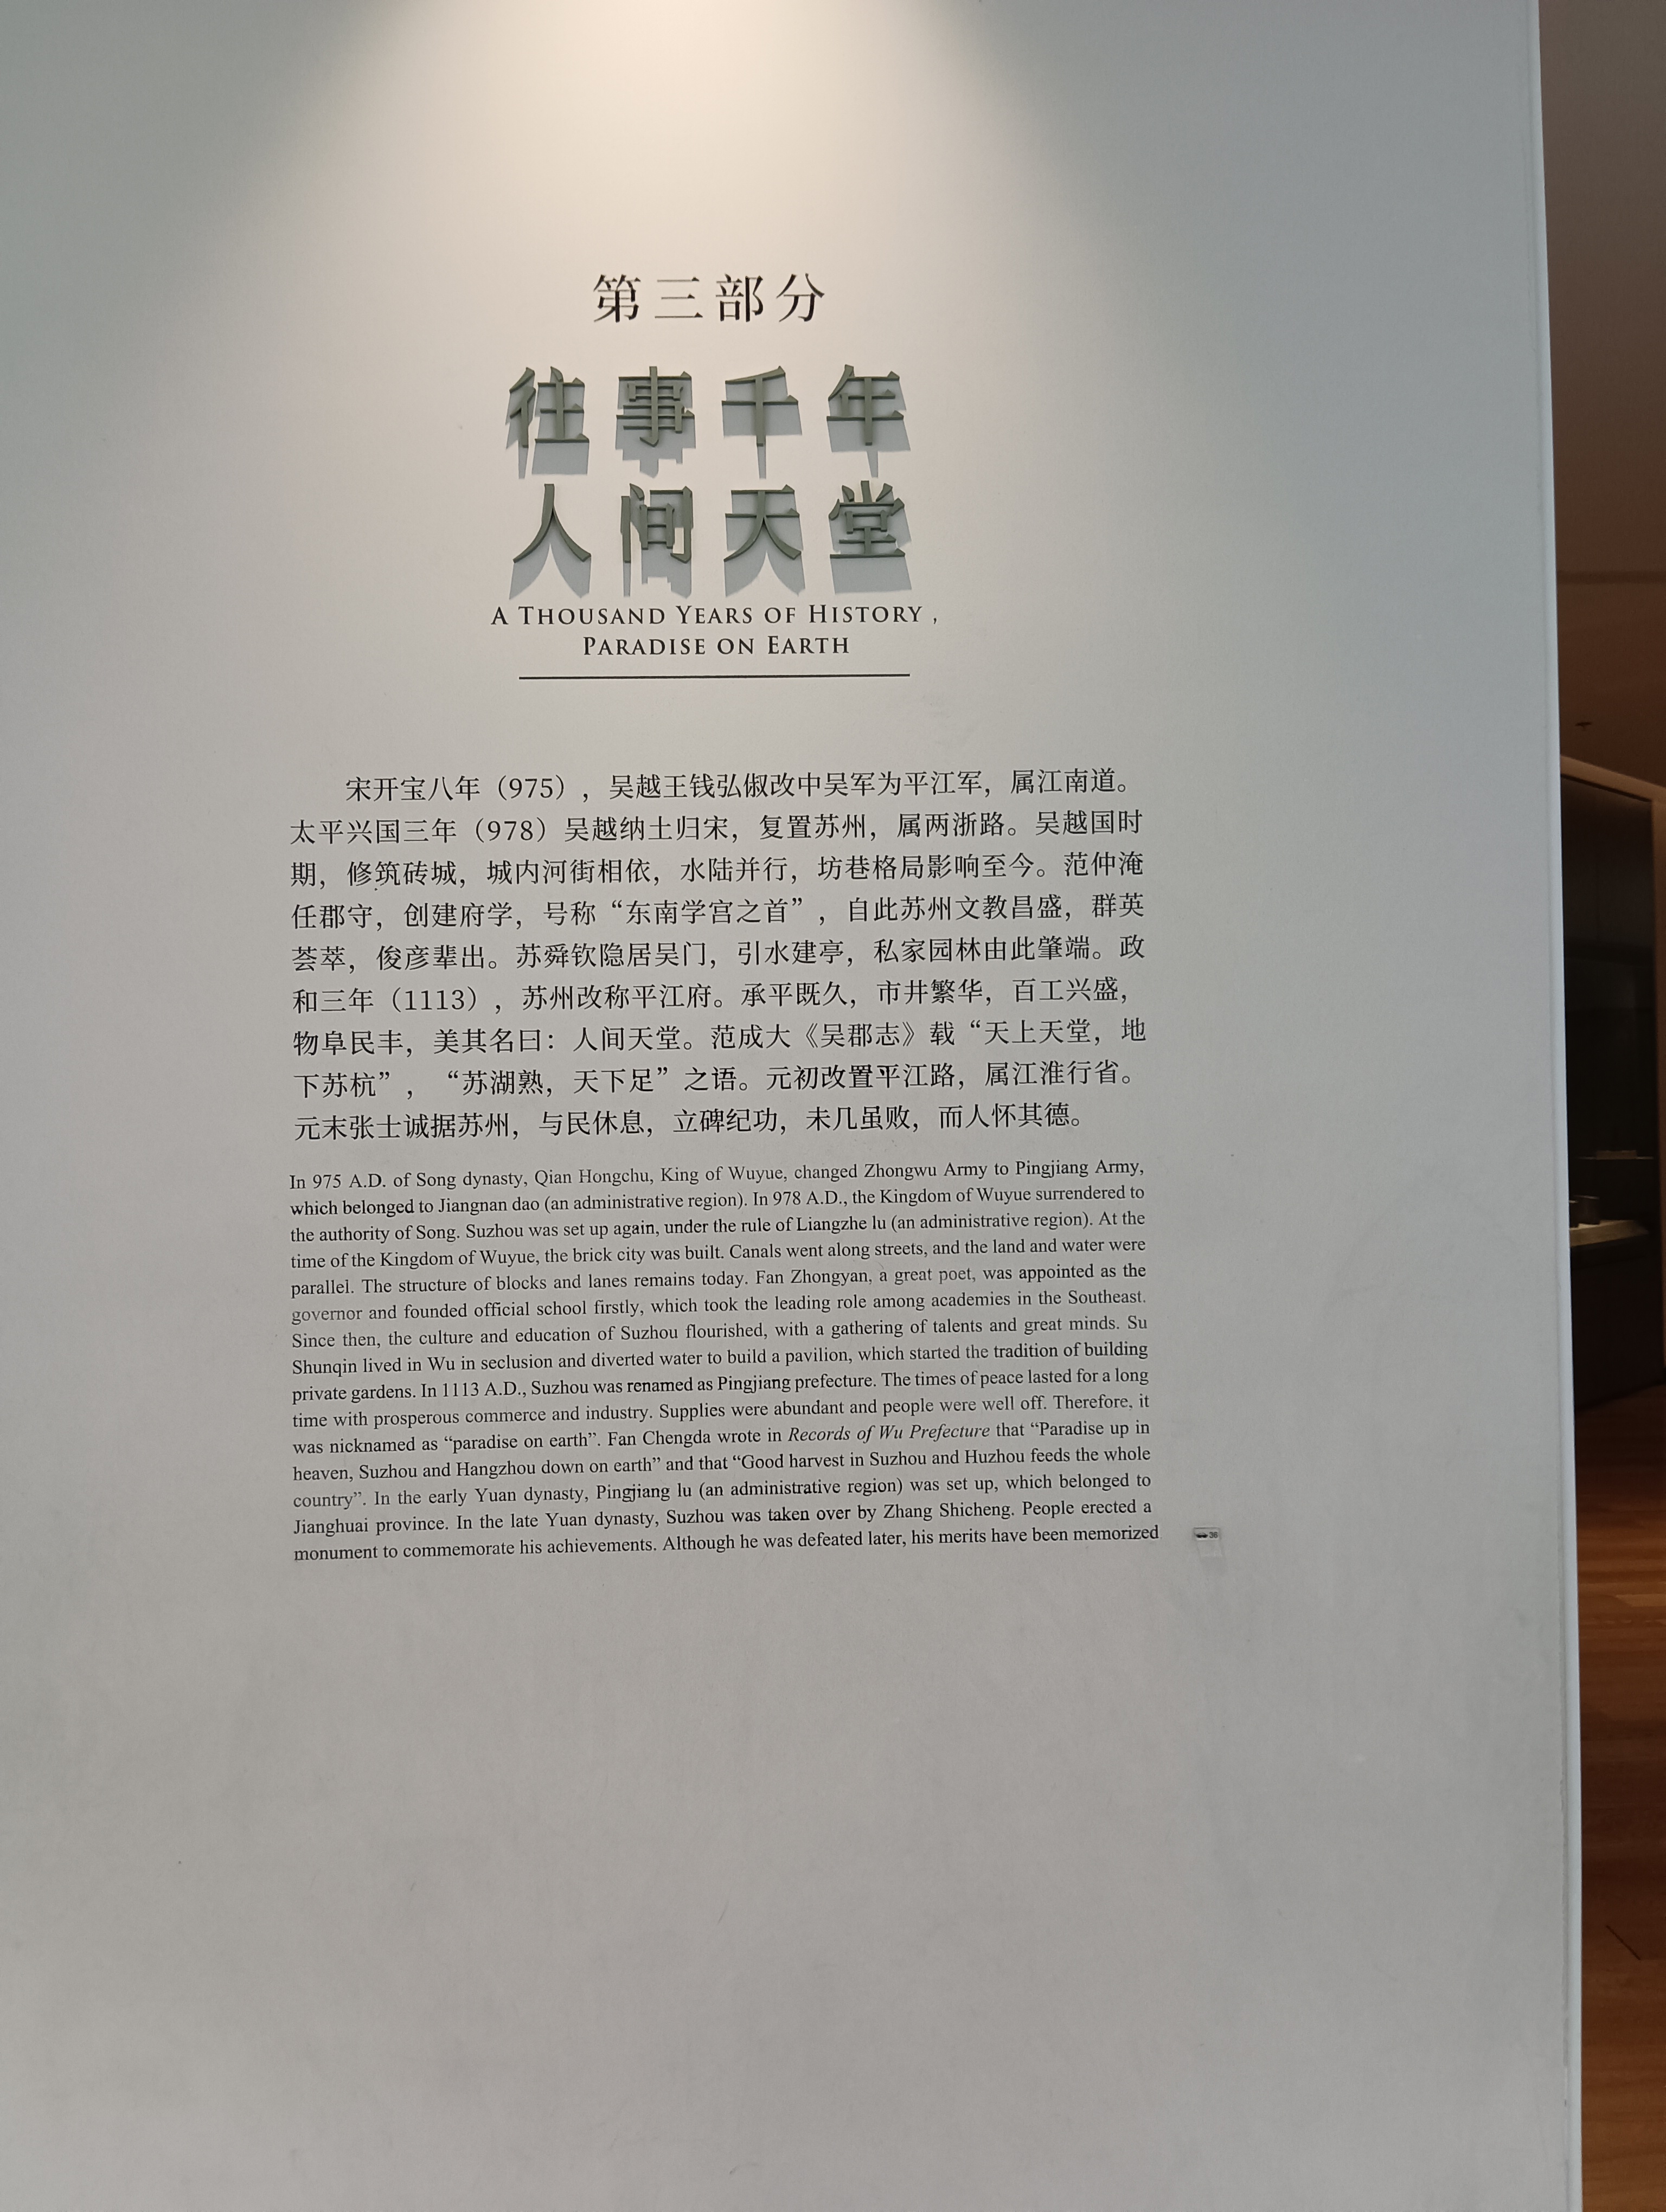 第三部分
往事千年
人间天堂
A THOUSAND YEARS OF HISTORY ,
PARADISE ON EARTH
宋开宝八年（975），吴越王钱弘俶改中吴军为平江军，属江南道。
太平兴国三年（978）吴越纳土归宋，复置苏州，属两浙路。吴越国时
期，修筑砖城，城内河街相依，水陆并行，坊巷格局影响至今。范仲淹
任郡守，创建府学，号称“东南学宫之首”，自此苏州文教昌盛，群英
荟萃，俊彦辈出。苏舜钦隐居吴门，引水建亭，私家园林由此肇端。政
和三年（1113），苏州改称平江府。承平既久，市井繁华，百工兴盛，
物阜民丰，美其名曰：人间天堂。范成大《吴郡志》载“天上天堂，地
下苏杭”，“苏湖熟，天下足”之语。元初改置平江路，属江淮行省。
元末张士诚据苏州，与民休息，立碑纪功，未几虽败，而人怀其德。
In 975 A.D. of Song dynasty, Qian Hongchu, King of Wuyue, changed Zhongwu Army to Pingjiang Army,
which belonged to Jiangnan dao (an administrative region). In 978 A.D., the Kingdom of Wuyue surrendered to
the authority of Song. Suzhou was set up again, under the rule of Liangzhe lu (an administrative region). At the
time of the Kingdom of Wuyue, the brick city was built. Canals went along streets, and the land and water were
parallel. The structure of blocks and lanes remains today. Fan Zhongyan, a great poet, was appointed as the
governor and founded official school firstly, which took the leading role among academies in the Southeast.
Since then, the culture and education of Suzhou flourished, with a gathering of talents and great minds. Su
Shunqin lived in Wu in seclusion and diverted water to build a pavilion, which started the tradition of building
private gardens. In 1113 A.D., Suzhou was renamed as Pingjiang prefecture. The times of peace lasted for a long
time with prosperous commerce and industry. Supplies were abundant and people were well off. Therefore, it
was nicknamed as “paradise on earth”. Fan Chengda wrote in Records of Wu Prefecture that “Paradise up in
heaven, Suzhou and Hangzhou down on earth” and that “Good harvest in Suzhou and Huzhou feeds the whole
country”. In the early Yuan dynasty, Pingjiang lu (an administrative region) was set up, which belonged to
Jianghuai province. In the late Yuan dynasty, Suzhou was taken over by Zhang Shicheng. People erected a
monument to commemorate his achievements. Although he was defeated later, his merits have been memorized
36